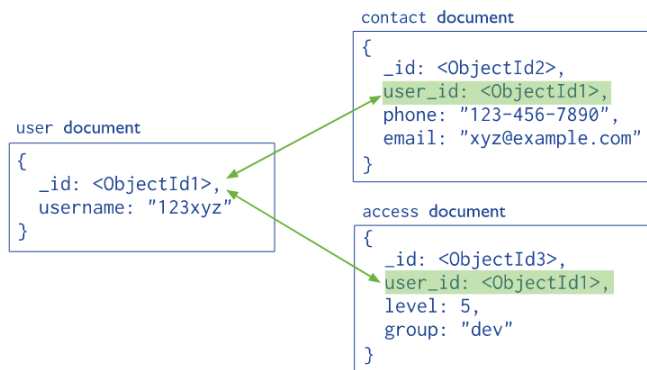 contact document
{
_id: <ObjectId2>,
user_id: <ObjectId1>,
phone: "123-456-7890",
email: "xyz@example.com"
}
user document
{
_id: <ObjectId1>,
username: "123xyz"
}
access document
{
_id: <ObjectId3>,
user_id: <ObjectId1>,
level: 5,
group: "dev"
}